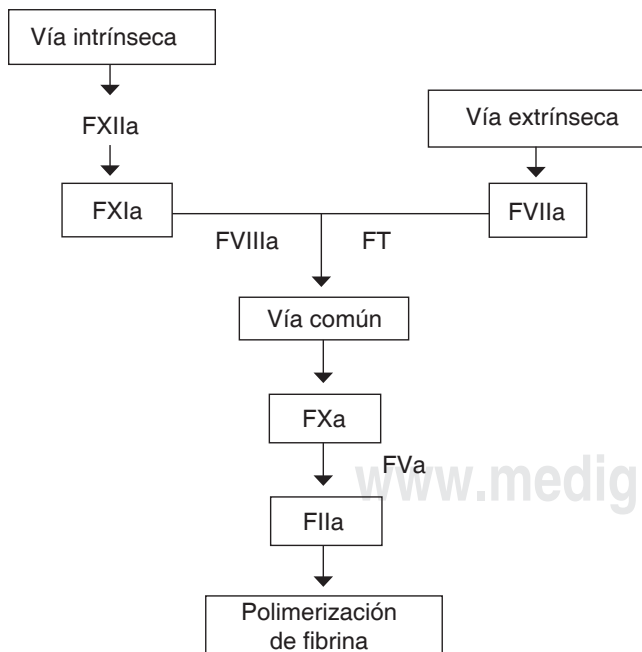 Vía intrínseca
FXIIa
Vía extrínseca
FXIa
FVIIa
FVIIIa
FT
Vía común
FXa
FVa
www.medig
FIIa
Polimerización
de fibrina